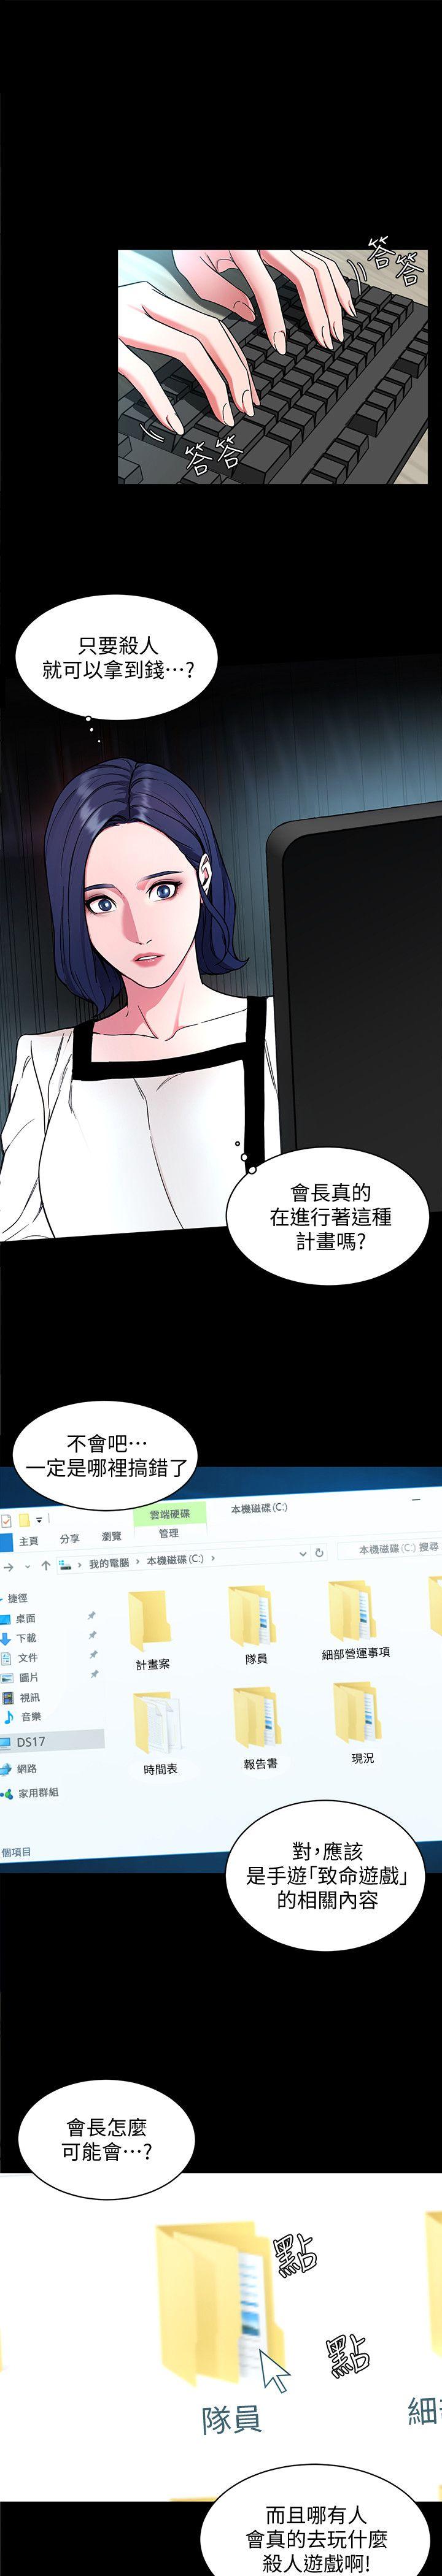 答答
答答
只要殺人
就可以拿到錢…?
會長真的
在進行著這種
計畫嗎?
不會吧…
一定是哪裡搞錯了
雲端硬碟
本機磁碟 (C:)
主頁
分享
瀏覽
管理
我的電腦 › 本機磁碟 (C:) ›
本機磁碟 (C:) 搜尋
捷徑
桌面
下載
文件
圖片
視訊
音樂
DS17
網路
家用群組
計畫案
隊員
細部營運事項
時間表
報告書
現況
個項目
對,應該
是手遊「致命遊戲」
的相關內容
會長怎麼
可能會…?
點
點
隊員
細部
而且哪有人
會真的去玩什麼
殺人遊戲啊!